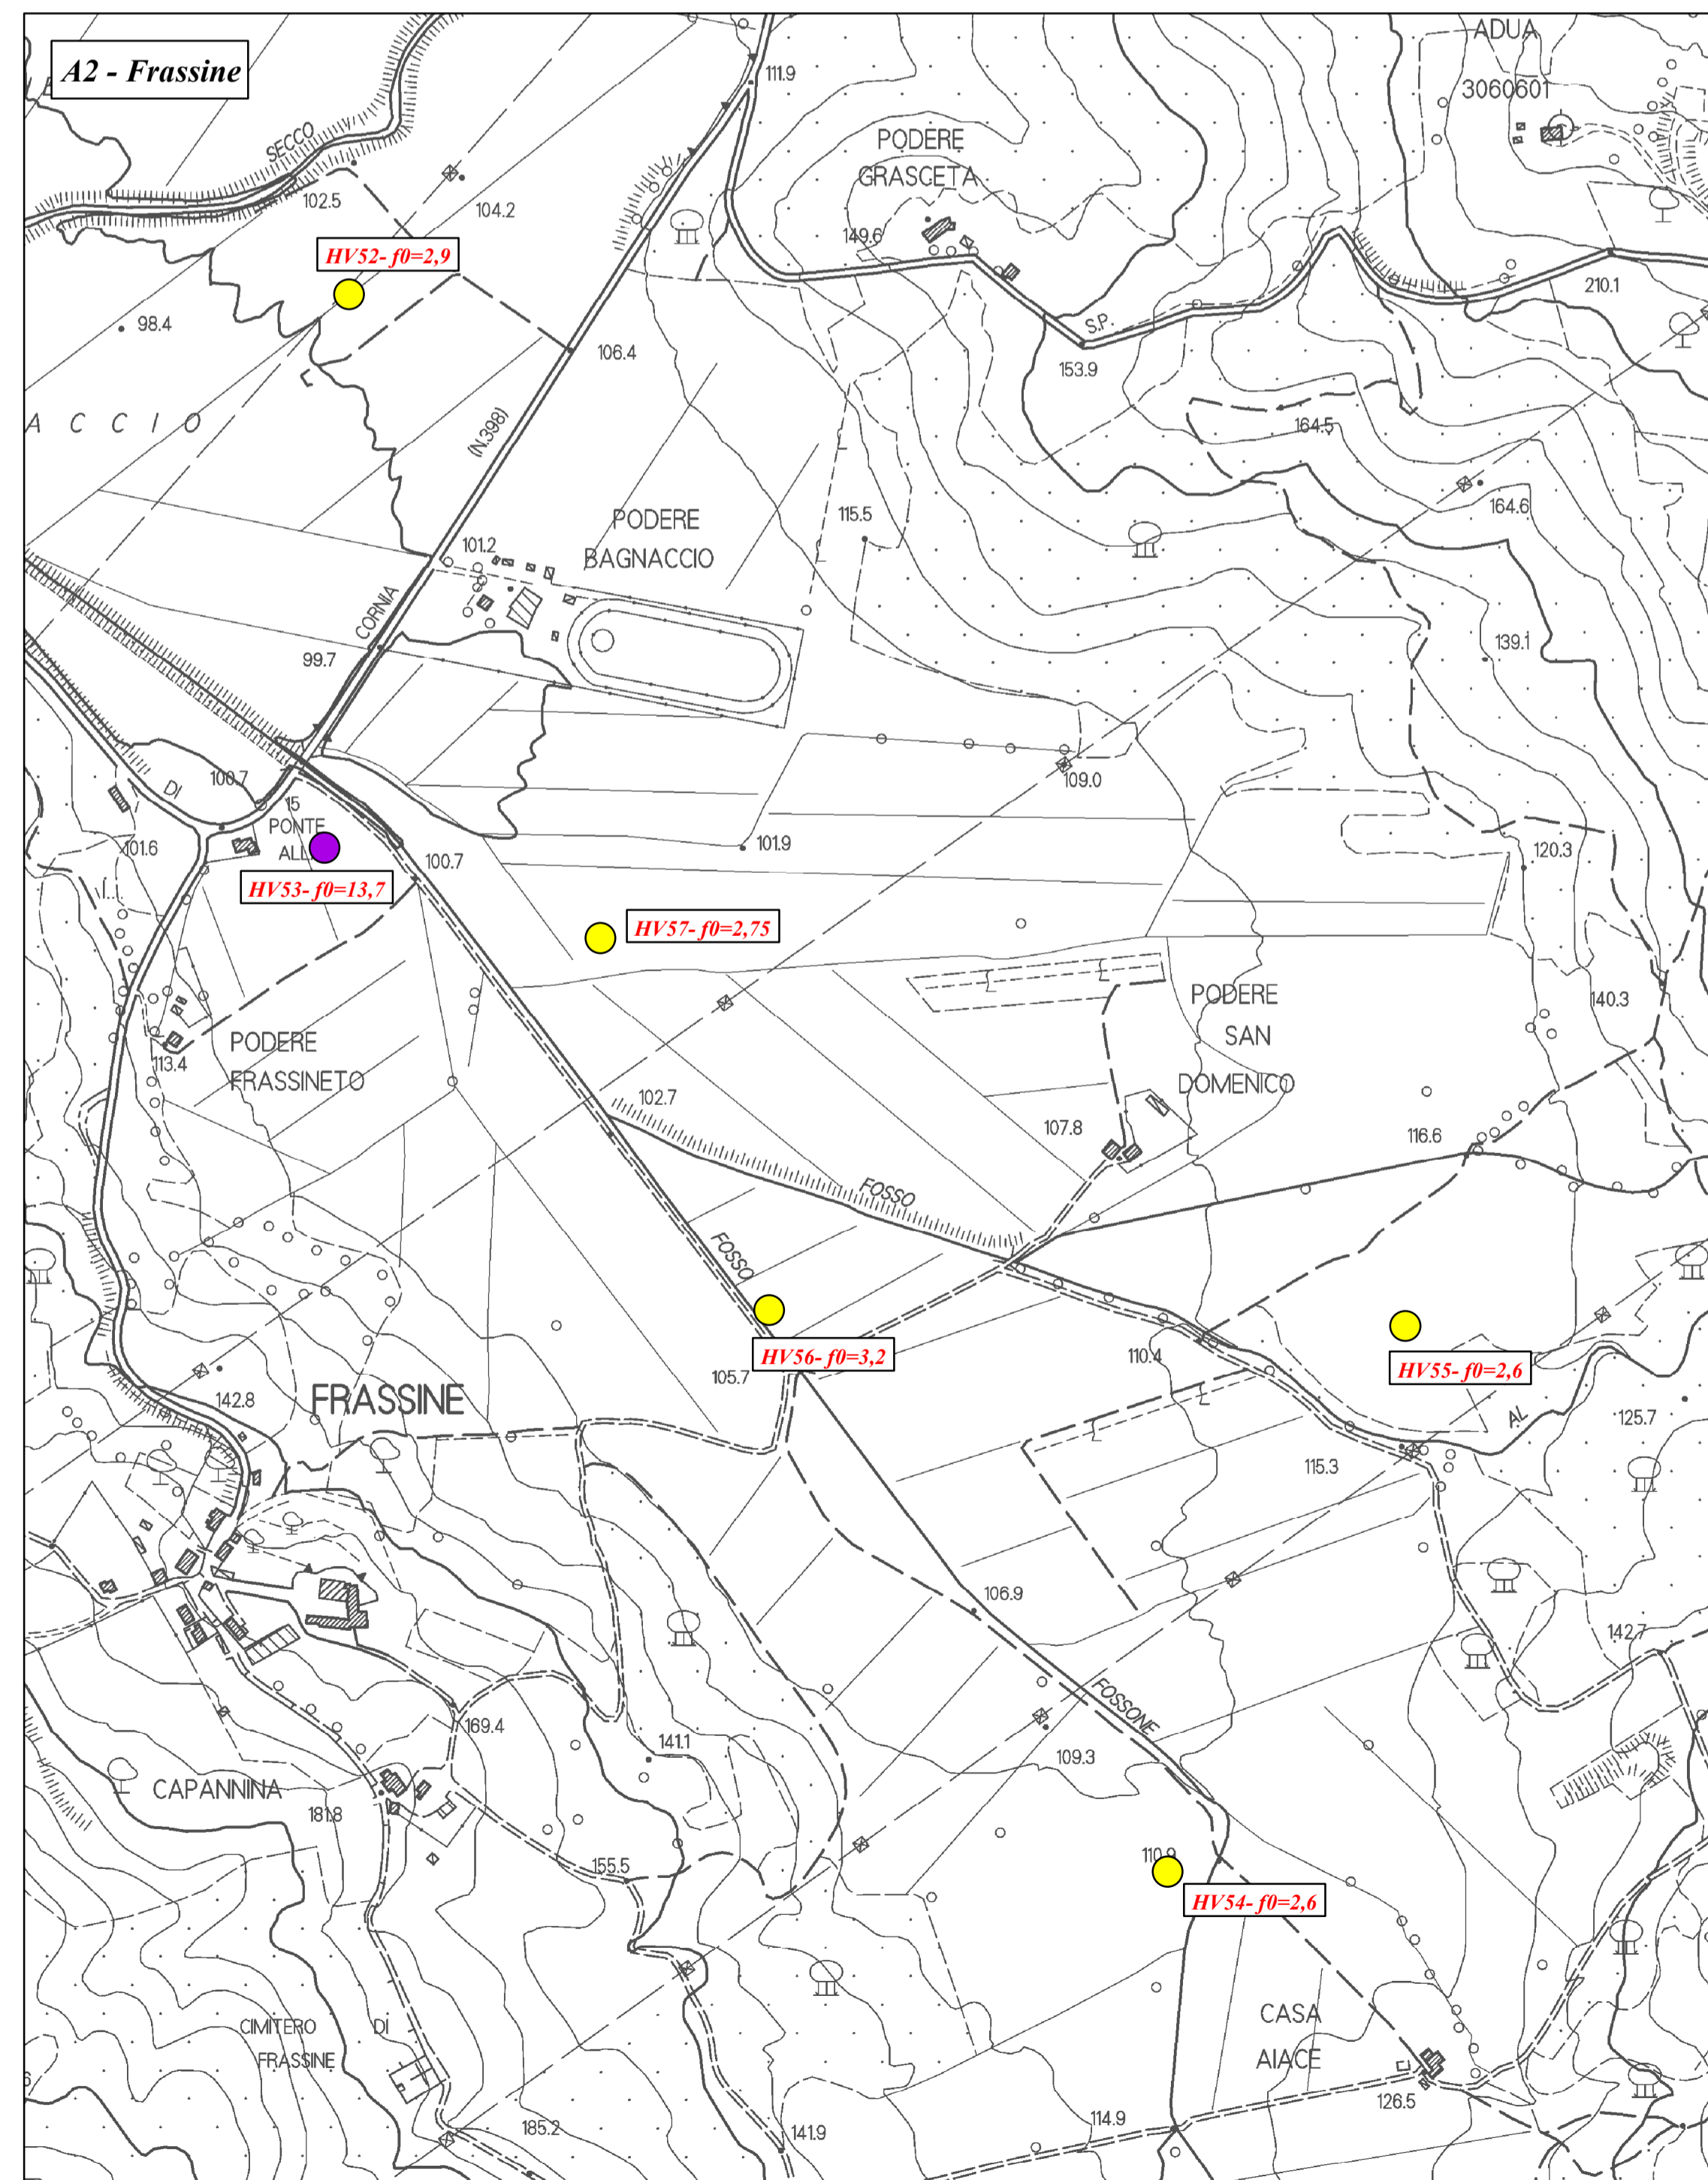 ADUA
A2 - Frassine
111.9
3060601
SECCO
PODERE
GRASCETA
102.5
104.2
149.6
HV52- f0=2,9
210.1
98.4
106.4
S.P.
153.9
A C C I O
(N.398)
164.5
164.6
115.5
PODERE
BAGNACCIO
101.2
CORNIA
99.7
139.1
100.7
DI
109.0
15
PONTE
ALL
101.6
101.9
120.3
100.7
HV53- f0=13,7
HV57- f0=2,75
PODERE
SAN
DOMENICO
140.3
PODERE
FRASSINETO
113.4
102.7
107.8
116.6
FOSSO
FOSSO
HV56- f0=3,2
105.7
110.4
HV55- f0=2,6
142.8
FRASSINE
AL
125.7
115.3
106.9
142.7
FOSSONE
169.4
141.1
109.3
CAPANNINA
181.8
155.5
110.9
HV54- f0=2,6
CASA
AIACE
CIMITERO DI
FRASSINE
126.5
114.9
185.2
141.9